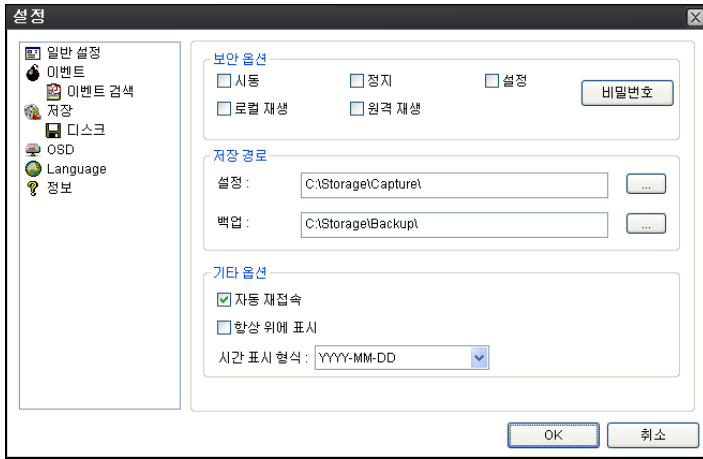 설정
일반 설정
이벤트
이벤트 검색
저장
디스크
OSD
Language
정보
보안 옵션
시동
정지
설정
비밀번호
로컬 재생
원격 재생
저장 경로
설정 :
C:\Storage\Capture\
...
백업 :
C:\Storage\Backup\
...
기타 옵션
자동 재접속
항상 위에 표시
시간 표시 형식 :
YYYY-MM-DD
OK
취소